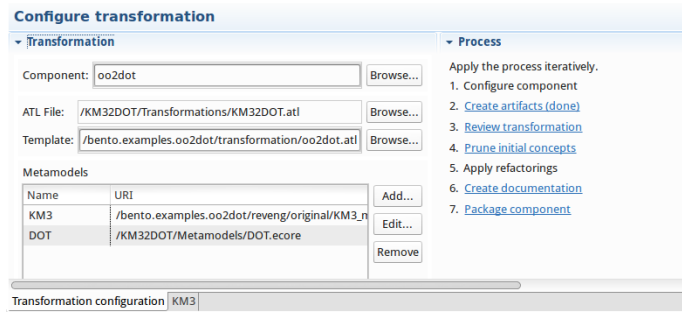 Configure transformation
Transformation
Component: oo2dot Browse...
ATL File: /KM32DOT/Transformations/KM32DOT.atl Browse...
Template: /bento.examples.oo2dot/transformation/oo2dot.atl Browse...
Metamodels
Name URI
KM3 /bento.examples.oo2dot/reveng/original/KM3_m
DOT /KM32DOT/Metamodels/DOT.ecore
Add...
Edit...
Remove
Process
Apply the process iteratively.
1. Configure component
2. Create artifacts (done)
3. Review transformation
4. Prune initial concepts
5. Apply refactorings
6. Create documentation
7. Package component
Transformation configuration KM3